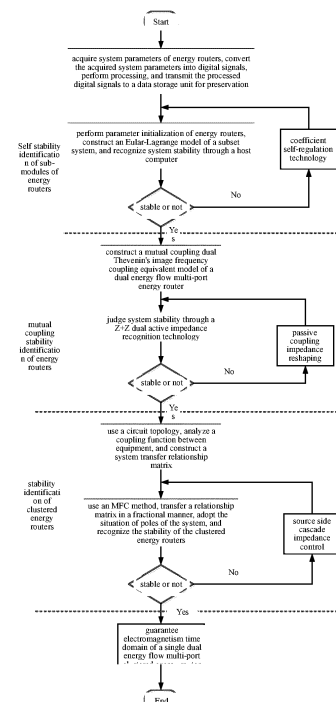 Start
acquire system parameters of energy routers, convert
the acquired system parameters into digital signals,
perform processing, and transmit the processed
digital signals to a data storage unit for preservation
Self stability
identificatio
n of sub-
modules of
energy
routers
perform parameter initialization of energy routers,
construct an Eular-Lagrange model of a subset
system, and recognize system stability through a host
computer
coefficient
self-regulation
technology
No
stable or not
Ye
s
construct a mutual coupling dual
Thevenin's image frequency
coupling equivalent model of a
dual energy flow multi-port
energy router
mutual
coupling
stability
identificatio
n of energy
routers
judge system stability through a
Z+Z dual active impedance
recognition technology
passive
coupling
impedance
reshaping
No
stable or not
Ye
s
use a circuit topology, analyze a
coupling function between
equipment, and construct a
system transfer relationship
matrix
stability
identificati
on of
clustered
energy
routers
use an MFC method, transfer a relationship
matrix in a fractional manner, adopt the
situation of poles of the system, and
recognize the stability of the clustered
energy routers
source side
cascade
impedance
control
No
stable or not
Yes
guarantee
electromagnetism time
domain of a single dual
energy flow multi-port
End